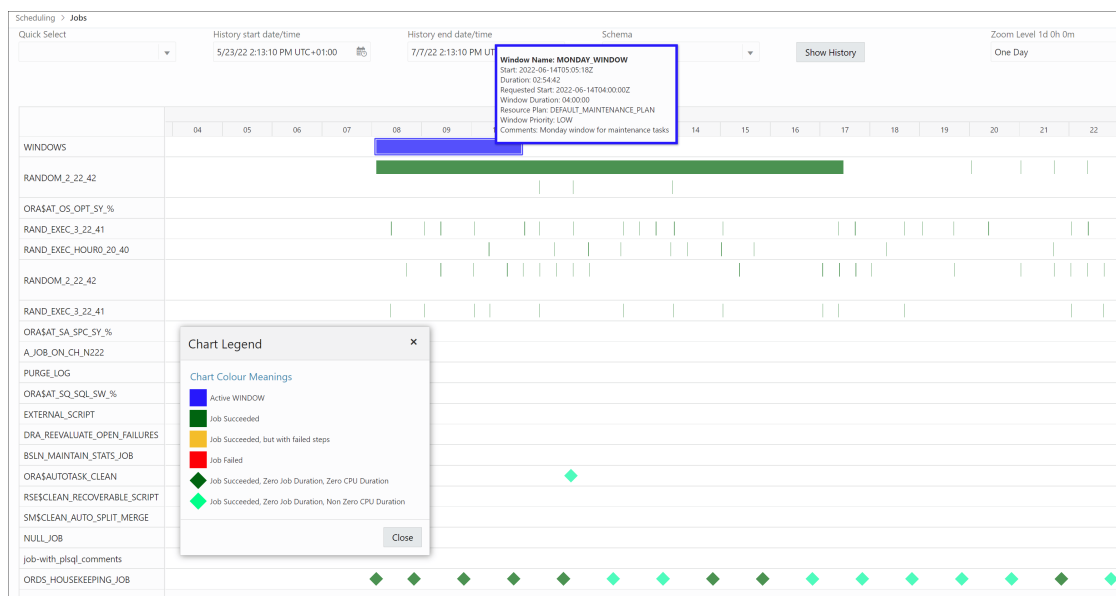 Scheduling > Jobs
Quick Select
History start date/time
History end date/time
Schema
Zoom Level 1d 0h 0m
5/23/22 2:13:10 PM UTC+01:00
7/7/22 2:13:10 PM UT
Show History
One Day
Window Name: MONDAY_WINDOW
Start: 2022-06-14T05:05:18Z
Duration: 02:54:42
Requested Start: 2022-06-14T04:00:00Z
Window Duration: 04:00:00
Resource Plan: DEFAULT_MAINTENANCE_PLAN
Window Priority: LOW
Comments: Monday window for maintenance tasks
04 05 06 07 08 09 14 15 16 17 18 19 20 21 22
WINDOWS
RANDOM_2_22_42
ORA$AT_OS_OPT_SY_%
RAND_EXEC_3_22_41
RAND_EXEC_HOUR0_20_40
RANDOM_2_22_42
RAND_EXEC_3_22_41
ORA$AT_SA_SPC_SY_%
A_JOB_ON_CH_N222
PURGE_LOG
ORA$AT_SQ_SQL_SW_%
EXTERNAL_SCRIPT
DRA_REEVALUATE_OPEN_FAILURES
BSLN_MAINTAIN_STATS_JOB
ORA$AUTOTASK_CLEAN
RSE$CLEAN_RECOVERABLE_SCRIPT
SM$CLEAN_AUTO_SPLIT_MERGE
NULL_JOB
job-with_plsql_comments
ORDS_HOUSEKEEPING_JOB
Chart Legend
Chart Colour Meanings
Active WINDOW
Job Succeeded
Job Succeeded, but with failed steps
Job Failed
Job Succeeded, Zero Job Duration, Zero CPU Duration
Job Succeeded, Zero Job Duration, Non Zero CPU Duration
Close